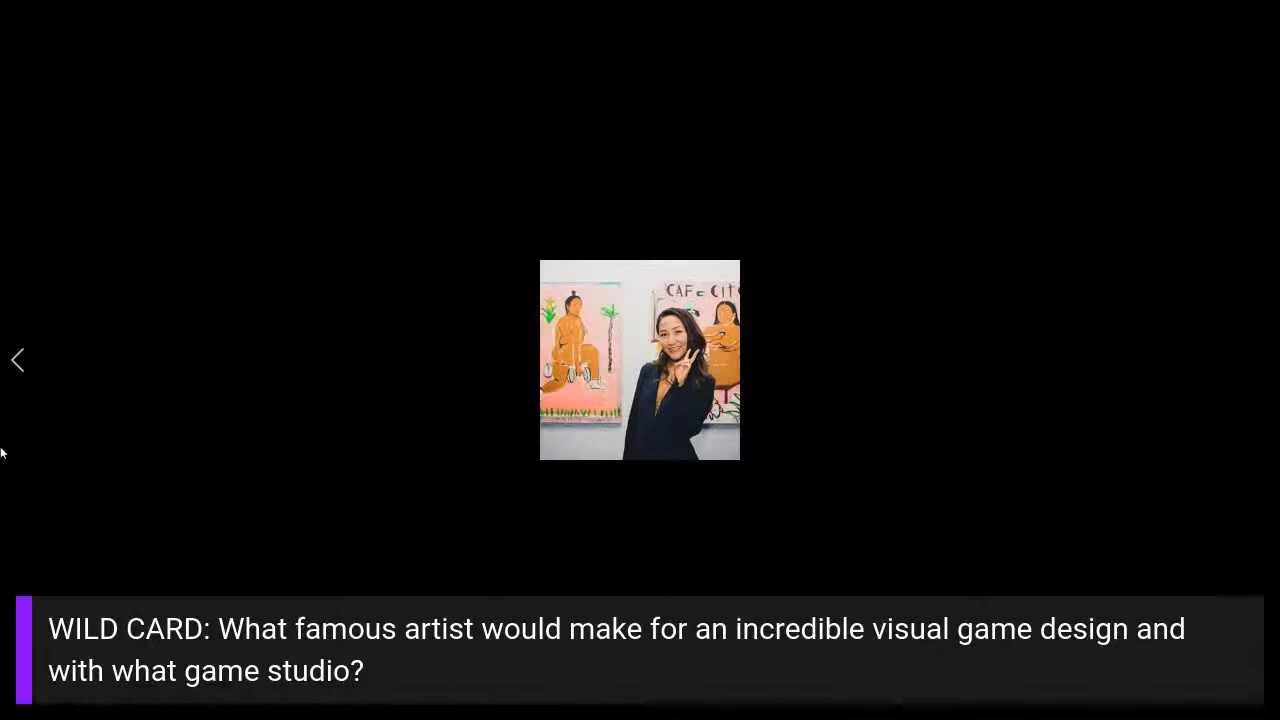 CAFE CITO
WILD CARD: What famous artist would make for an incredible visual game design and
with what game studio?